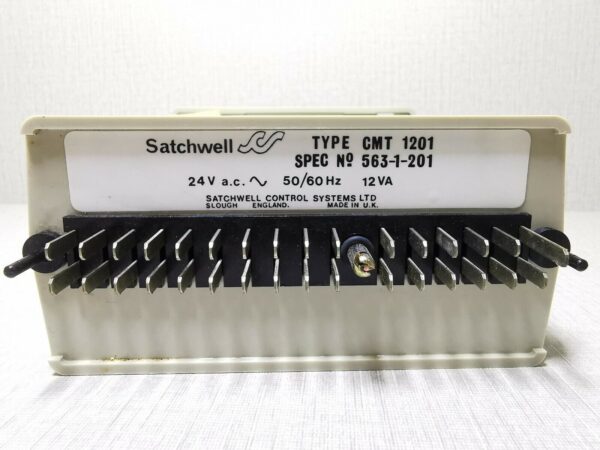 Satchwell TYPE CMT 1201
SPEC Nº 563-1-201
24V a.c. ∿ 50/60Hz 12VA
SATCHWELL CONTROL SYSTEMS LTD
SLOUGH ENGLAND. MADE IN U.K.